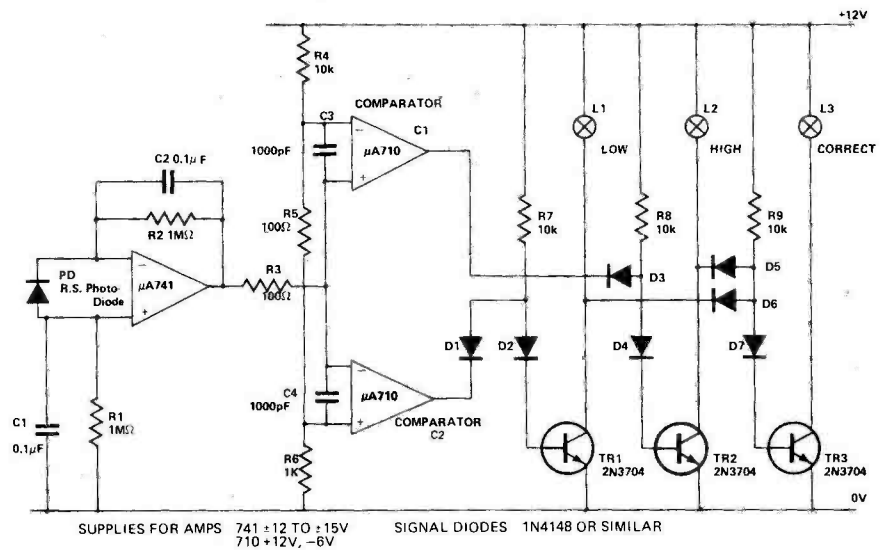 +12V
R4
10k
COMPARATOR
C3
C1
1000pF
μA710
L1
LOW
L2
HIGH
L3
CORRECT
C2 0.1μF
R2 1MΩ
R5
100Ω
R7
10k
R8
10k
R9
10k
PD
R.S. Photo-
Diode
μA741
R3
100Ω
D3
D5
D6
D1
D2
D4
D7
C4
1000pF
μA710
COMPARATOR
C2
C1
0.1μF
R1
1MΩ
R6
1K
TR1
2N3704
TR2
2N3704
TR3
2N3704
0V
SUPPLIES FOR AMPS 741 ±12 TO ±15V
710 +12V, −6V
SIGNAL DIODES 1N4148 OR SIMILAR